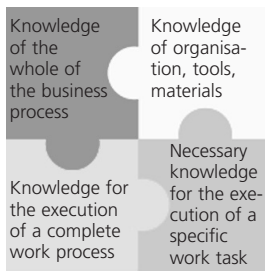 Knowledge
of the
whole of
the business
process
Knowledge
of organisa-
tion, tools,
materials
Knowledge for
the execution
of a complete
work process
Necessary
knowledge
for the exe-
cution of a
specific
work task